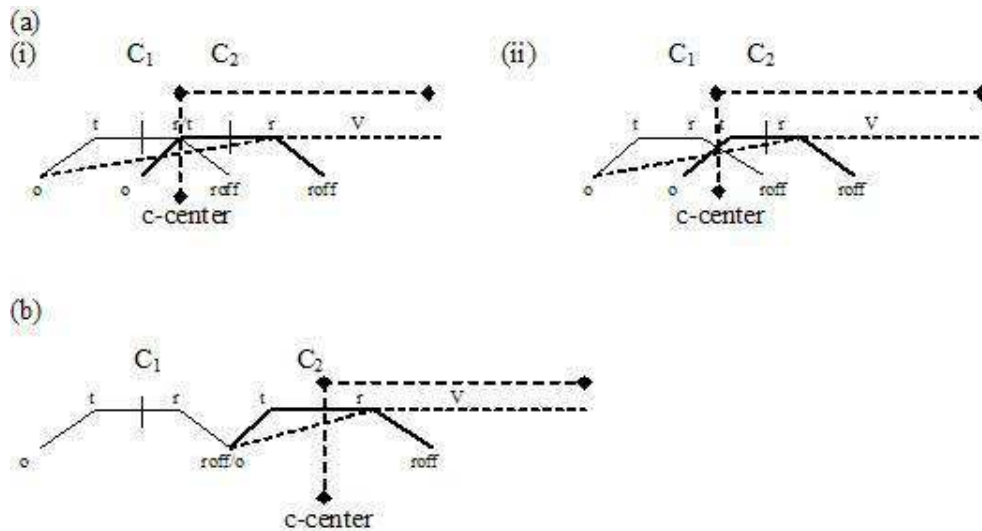 (a)
(i) C₁ C₂ (ii) C₁ C₂
t r/t r V t r t r V
o o roff roff o o roff roff
c-center c-center
(b)
C₁ C₂
t r t r V
o roff/o roff
c-center